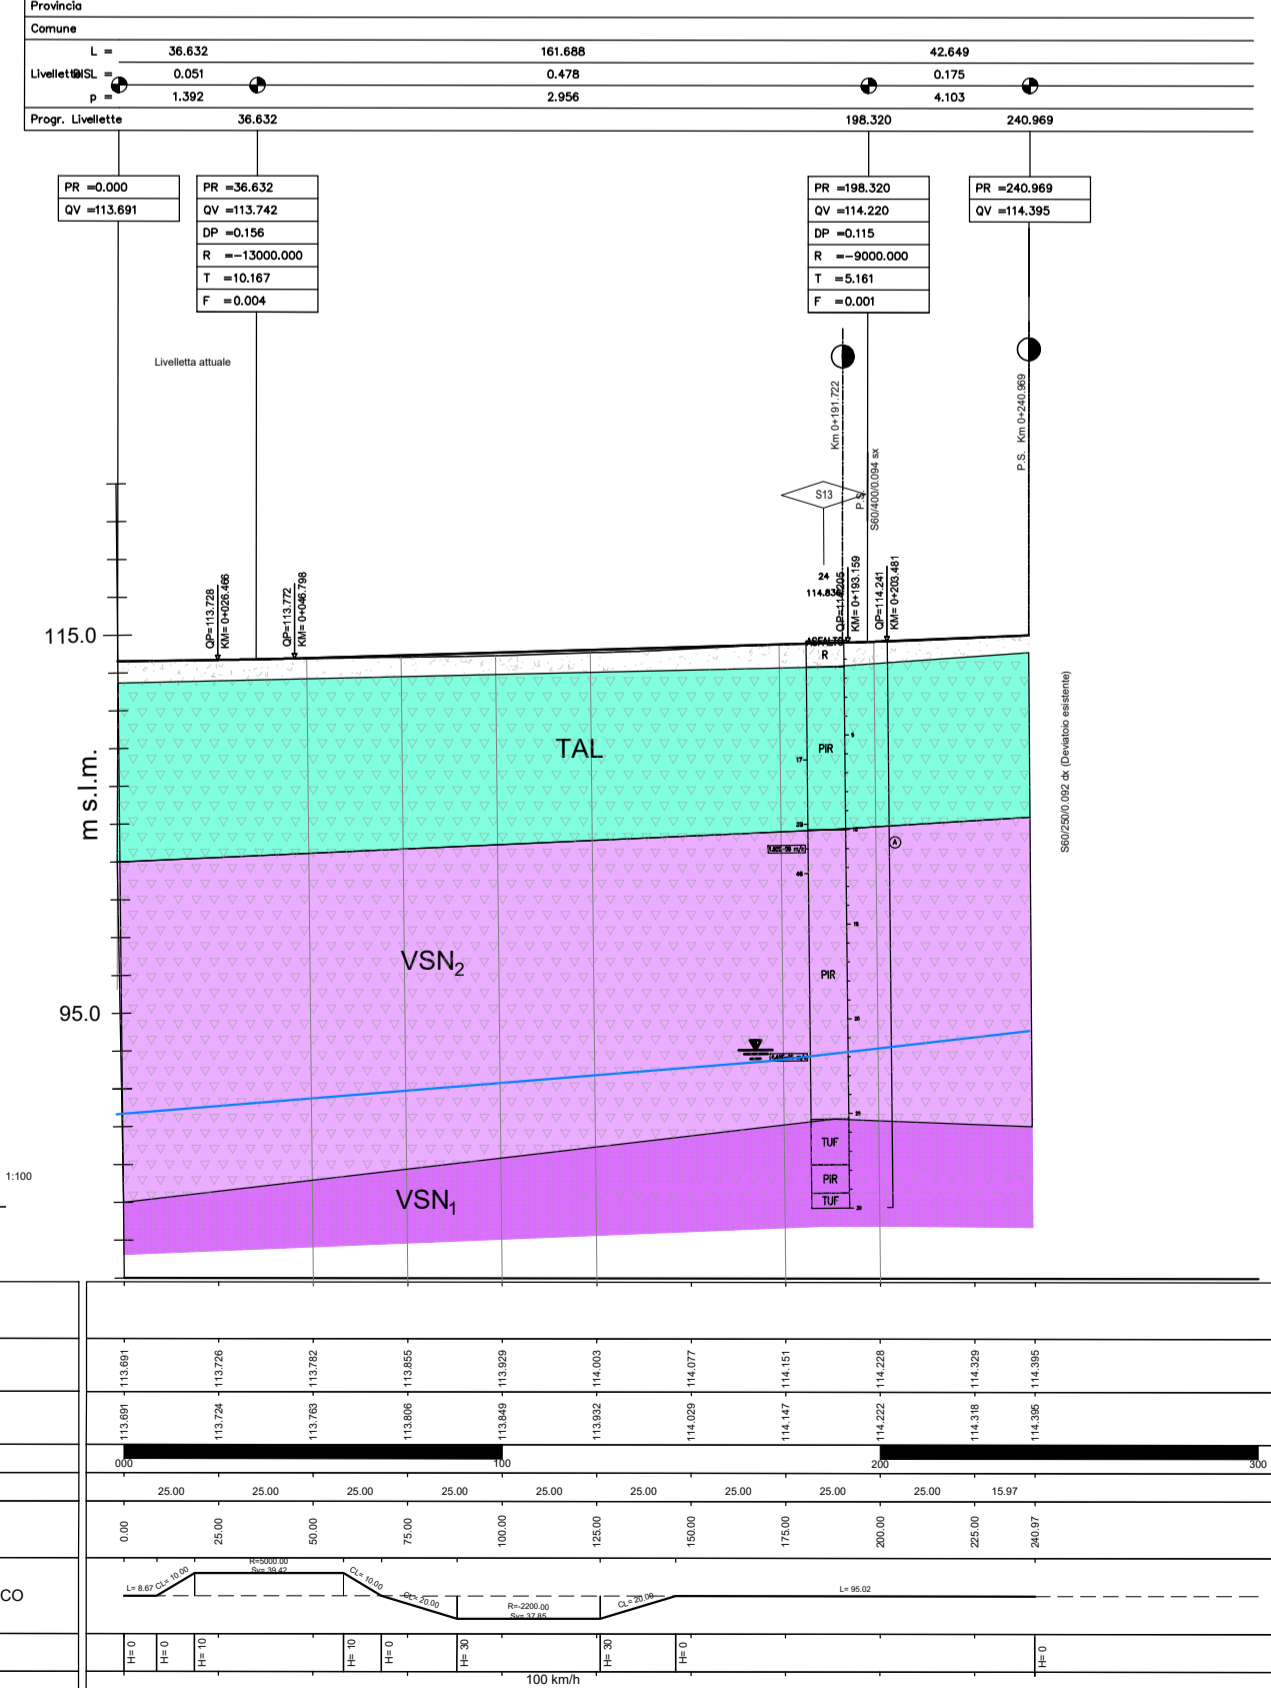 Provincia
Comune
L = 36.632 161.688 42.649
Livellette DISL = 0.051 0.478 0.175
p = 1.392 2.956 4.103
Progr. Livellette 36.632 198.320 240.969
PR =0.000
QV =113.691
PR =36.632
QV =113.742
DP =0.156
R =-13000.000
T =10.167
F =0.004
PR =198.320
QV =114.220
DP =0.115
R =-9000.000
T =5.161
F =0.001
PR =240.969
QV =114.395
Livelletta attuale
Km 0+191.722
P.S.
S60/400/0.094 sx
P.S. Km 0+240.969
S13
24
QP=113.728
KM= 0+026.466
QP=113.772
KM= 0+046.798
QP=114.205
KM= 0+193.159
QP=114.241
KM= 0+203.481
115.0
ASFALTO
R
TAL
PIR
17
m s.l.m.
S60/250/0.092 dx (Deviatoio esistente)
A
VSN2
PIR
95.0
TUF
PIR
TUF
VSN1
1:100
113.691 113.726 113.782 113.855 113.929 114.003 114.077 114.151 114.228 114.329 114.395
113.691 113.724 113.763 113.806 113.849 113.932 114.029 114.147 114.222 114.318 114.395
000 100 200 300
25.00 25.00 25.00 25.00 25.00 25.00 25.00 25.00 25.00 15.97
0.00 25.00 50.00 75.00 100.00 125.00 150.00 175.00 200.00 225.00 240.97
CO
L= 8.67 CL= 10.00 R=5000.00 CL= 10.00 CL= 20.00 R=-2200.00 CL= 20.00 L= 95.02
Sv= 39.42 Sv= 37.85
H= 0 H= 0 H= 10 H= 10 H= 0 H= 30 H= 30 H= 0 H= 0
100 km/h